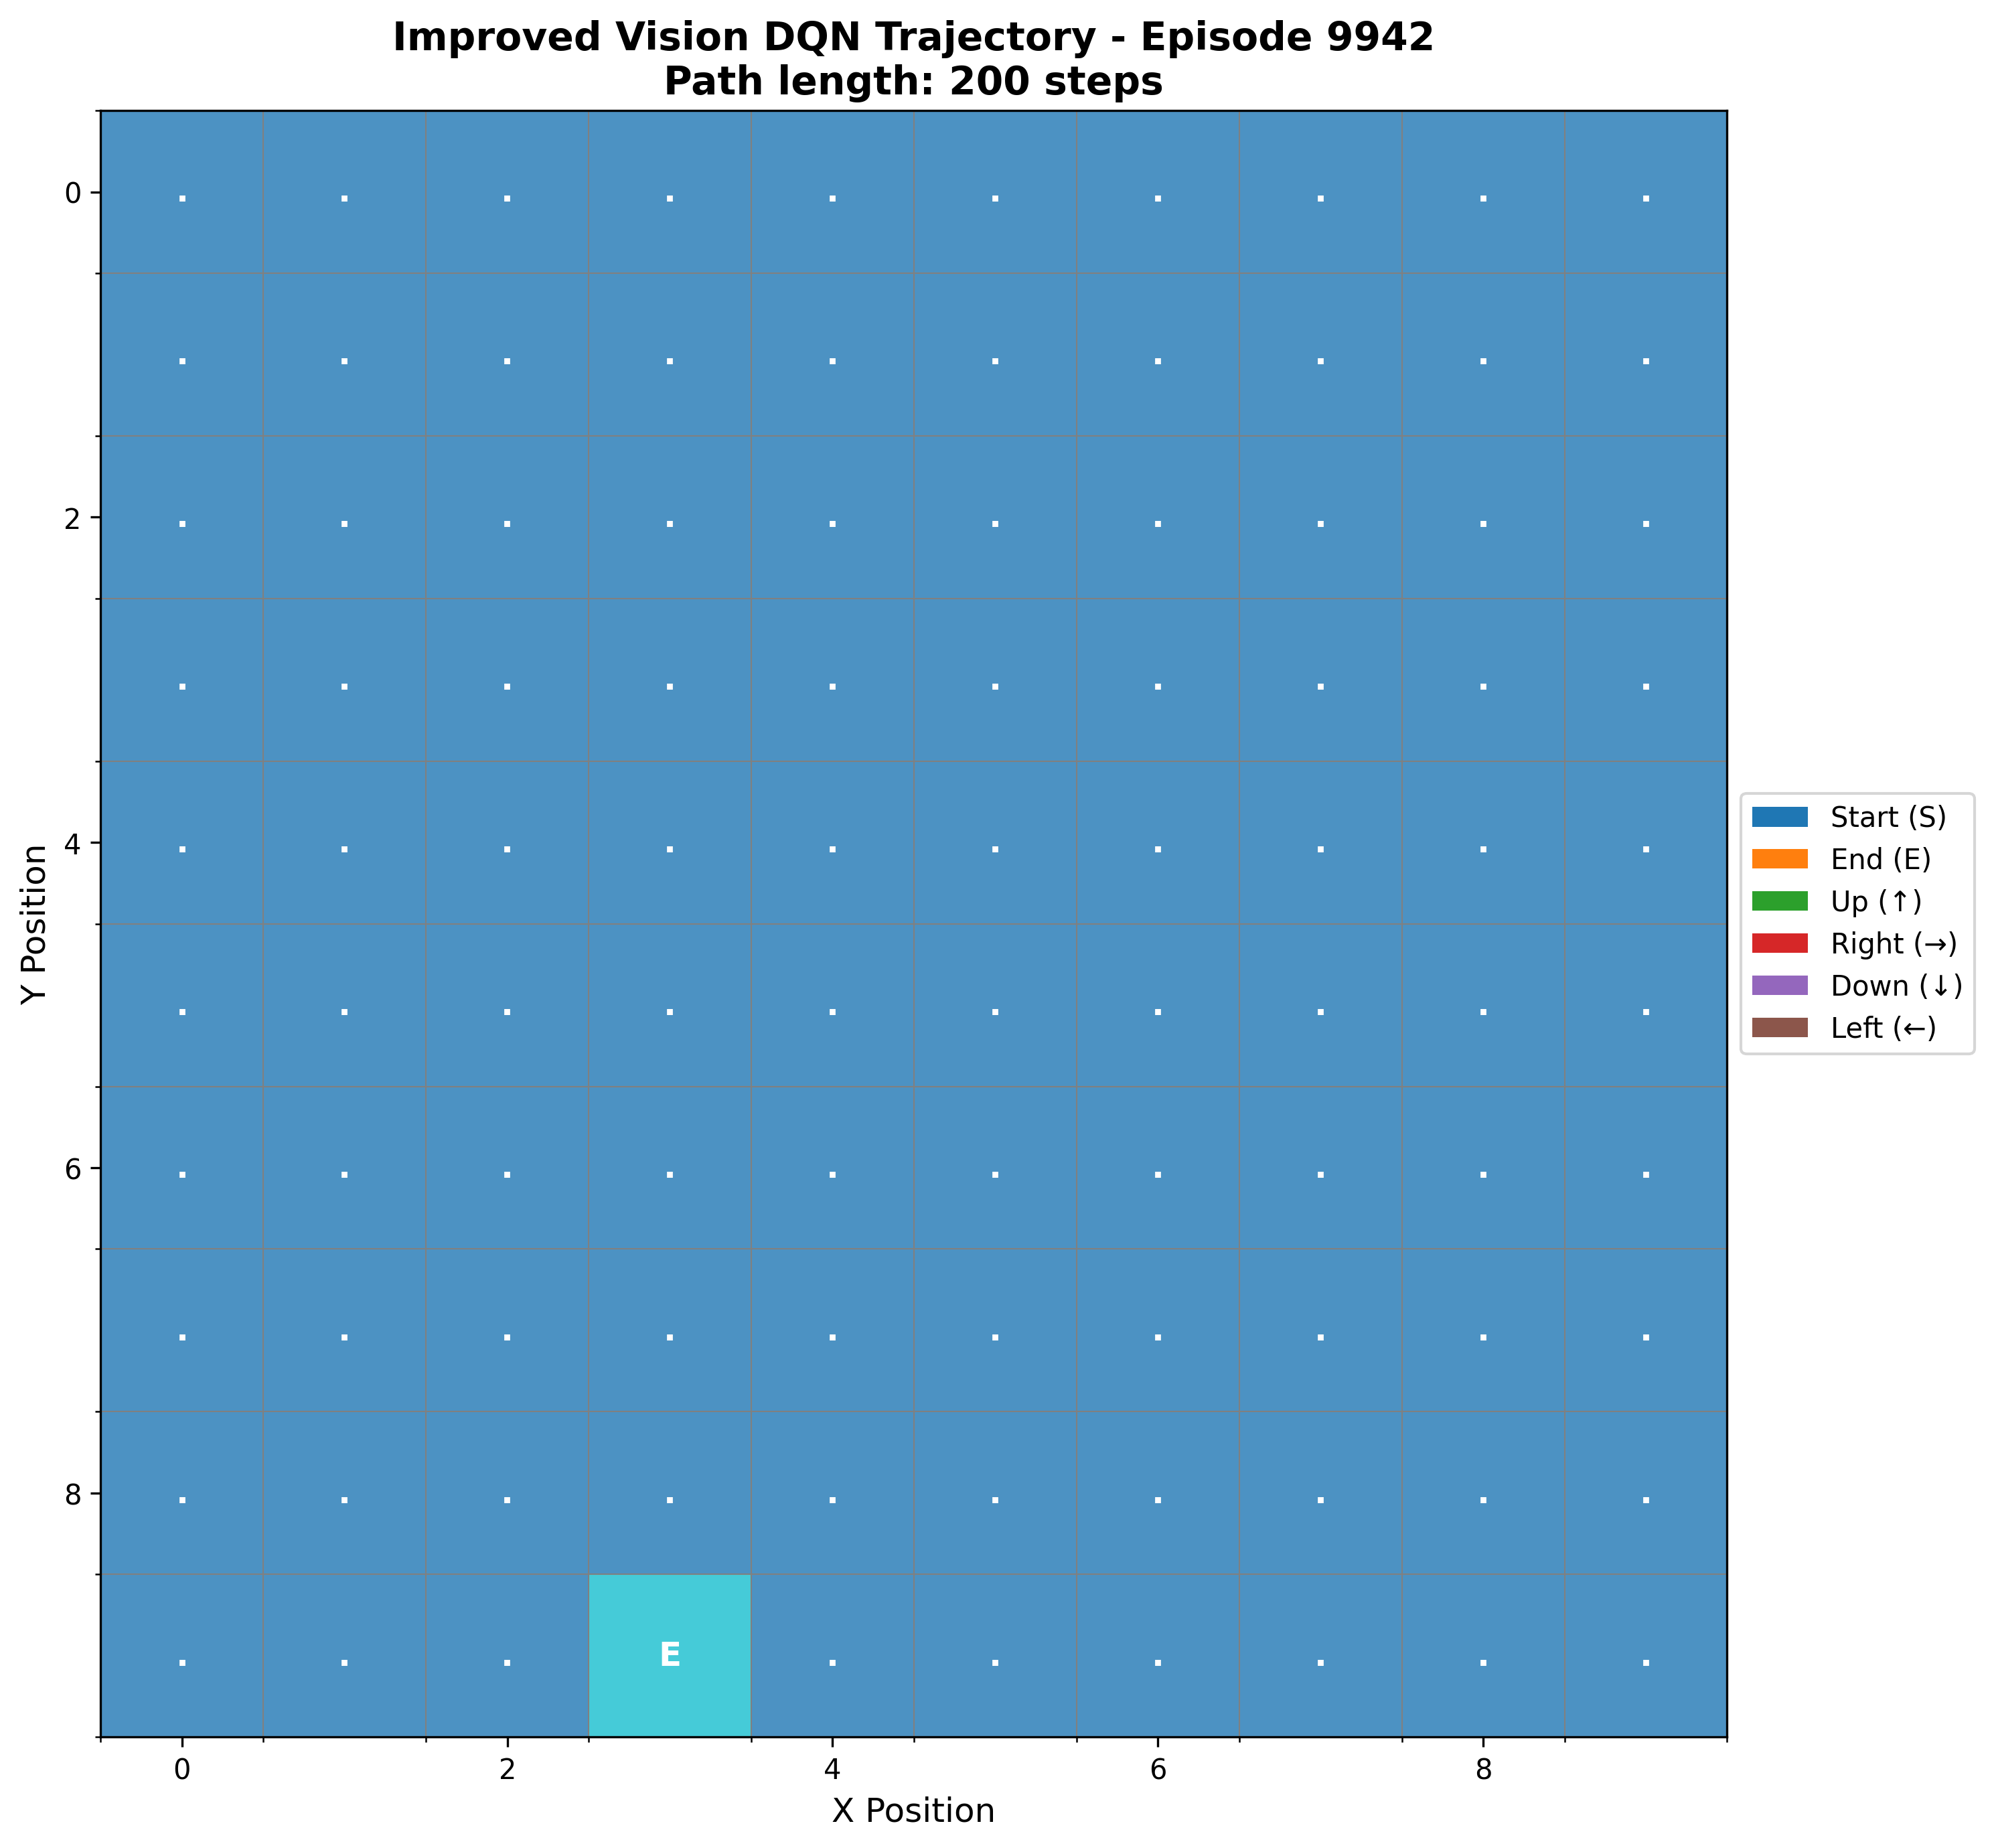 Improved Vision DQN Trajectory - Episode 9942
Path length: 200 steps
0
2
4
6
8
Y Position
E
0 2 4 6 8
X Position
Start (S)
End (E)
Up (↑)
Right (→)
Down (↓)
Left (←)